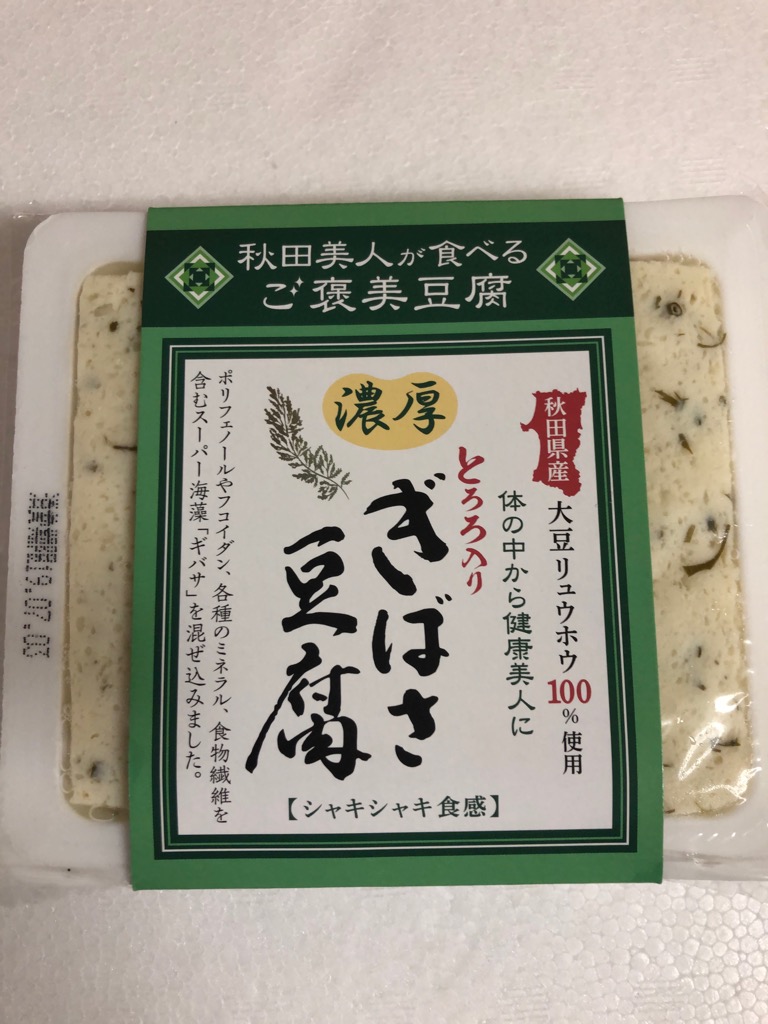 秋田美人が食べる
ご褒美豆腐
濃厚
秋田県産
大豆リュウホウ100%使用
体の中から健康美人に
とろろ入り
ぎばさ
豆腐
ポリフェノールやフコイダン、各種のミネラル、食物繊維を
含むスーパー海藻「ギバサ」を混ぜ込みました。
【シャキシャキ食感】
19.07.03